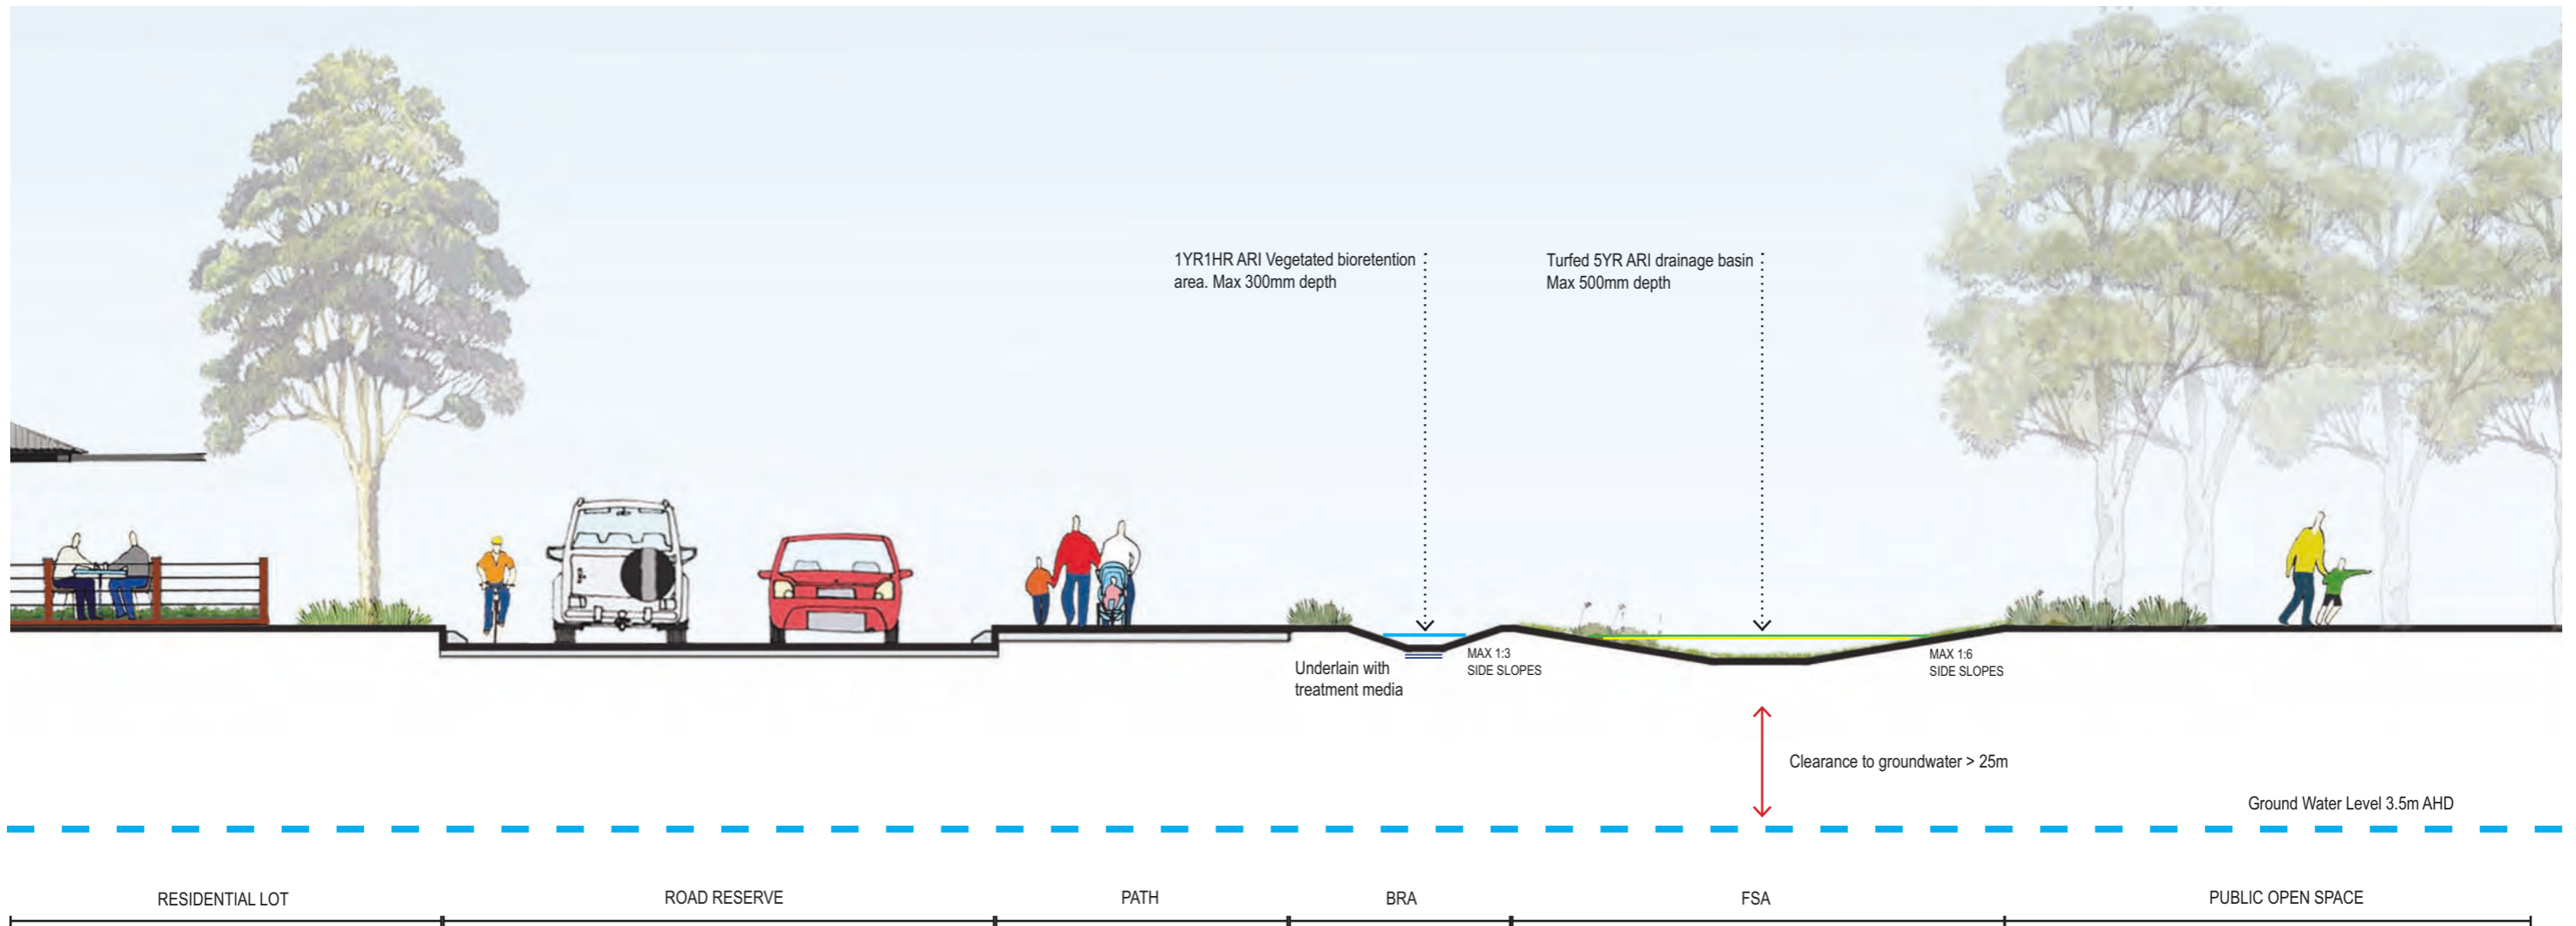 1YR1HR ARI Vegetated bioretention
area. Max 300mm depth
Turfed 5YR ARI drainage basin
Max 500mm depth
Underlain with
treatment media
MAX 1:3
SIDE SLOPES
MAX 1:6
SIDE SLOPES
Clearance to groundwater > 25m
Ground Water Level 3.5m AHD
RESIDENTIAL LOT
ROAD RESERVE
PATH
BRA
FSA
PUBLIC OPEN SPACE